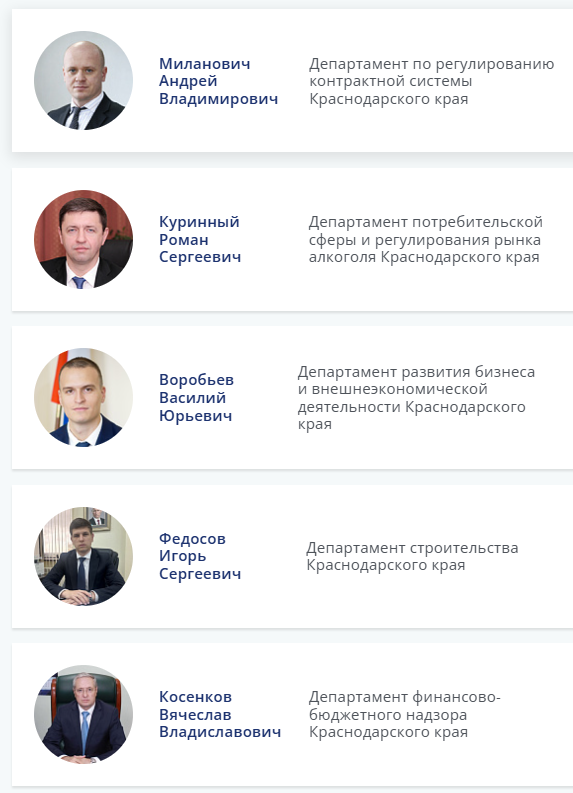 Миланович
Андрей
Владимирович
Департамент по регулированию
контрактной системы
Краснодарского края
Куринный
Роман
Сергеевич
Департамент потребительской
сферы и регулирования рынка
алкоголя Краснодарского края
Воробьев
Василий
Юрьевич
Департамент развития бизнеса
и внешнеэкономической
деятельности Краснодарского
края
Федосов
Игорь
Сергеевич
Департамент строительства
Краснодарского края
Косенков
Вячеслав
Владиславович
Департамент финансово-
бюджетного надзора
Краснодарского края